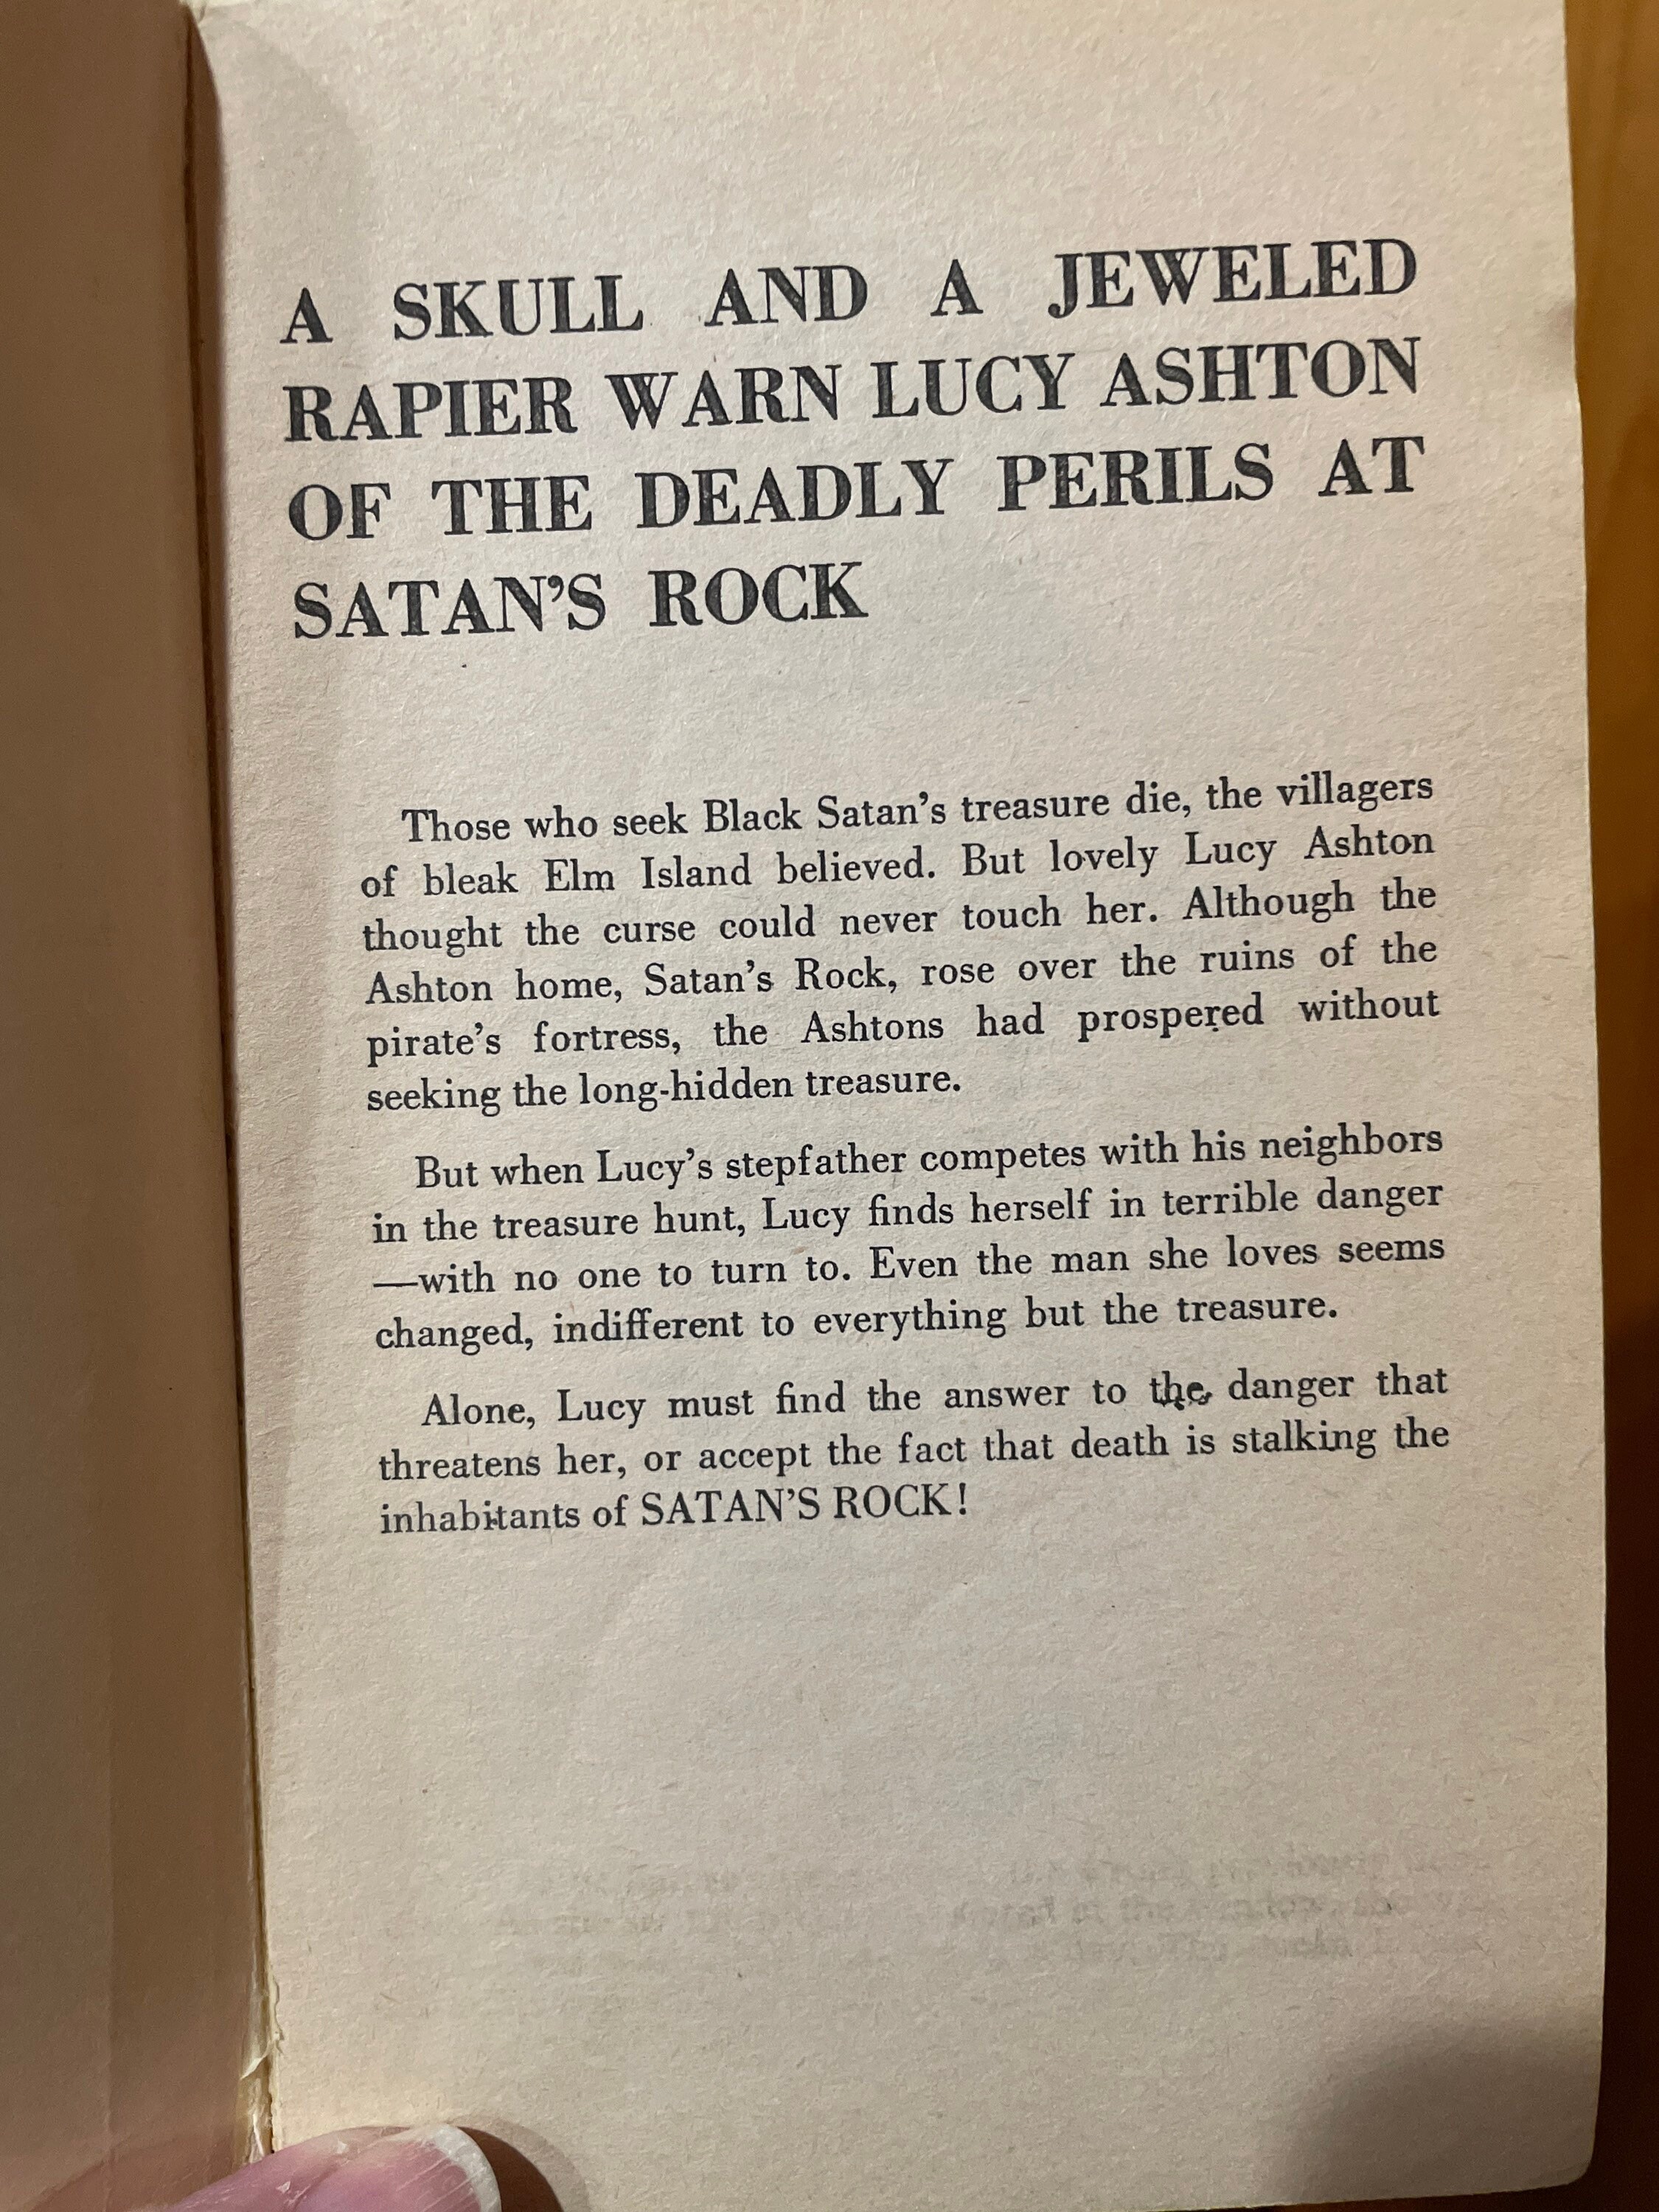 A SKULL AND A JEWELED
RAPIER WARN LUCY ASHTON
OF THE DEADLY PERILS AT
SATAN'S ROCK
Those who seek Black Satan's treasure die, the villagers
of bleak Elm Island believed. But lovely Lucy Ashton
thought the curse could never touch her. Although the
Ashton home, Satan's Rock, rose over the ruins of the
pirate's fortress, the Ashtons had prospered without
seeking the long-hidden treasure.
But when Lucy's stepfather competes with his neighbors
in the treasure hunt, Lucy finds herself in terrible danger
—with no one to turn to. Even the man she loves seems
changed, indifferent to everything but the treasure.
Alone, Lucy must find the answer to the danger that
threatens her, or accept the fact that death is stalking the
inhabitants of SATAN'S ROCK!